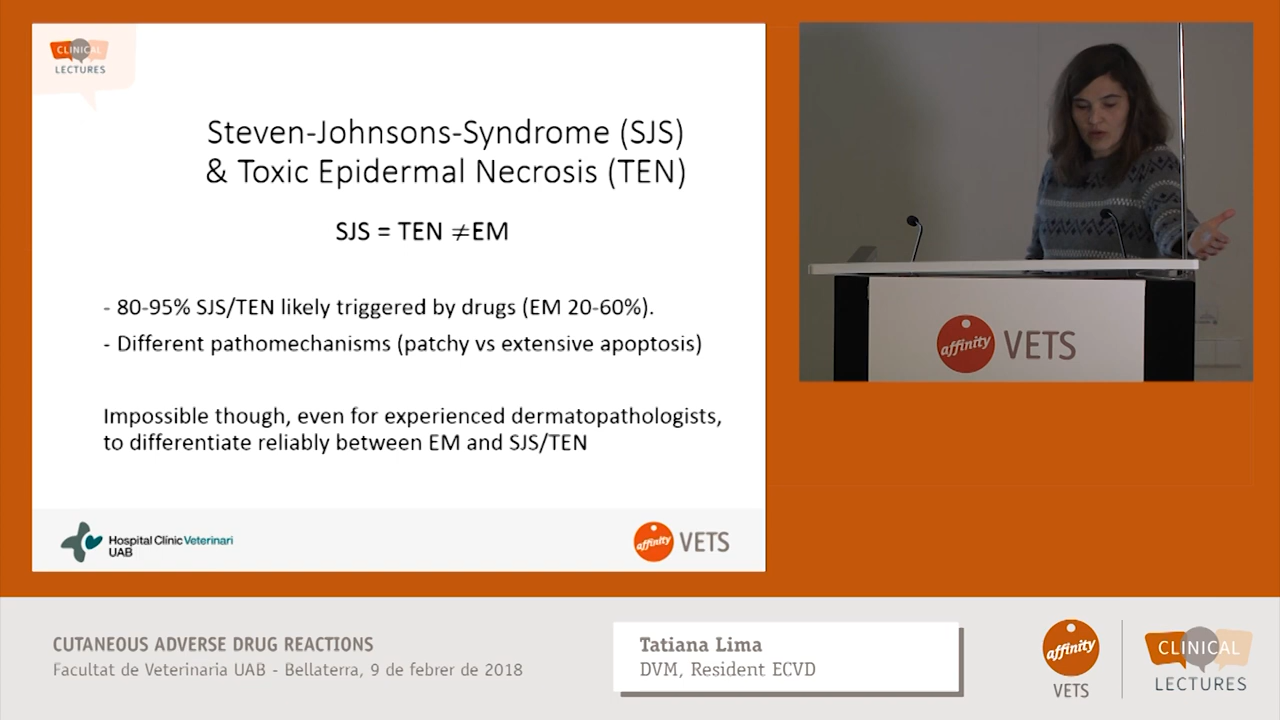 CLINICAL
LECTURES
Steven-Johnsons-Syndrome (SJS)
& Toxic Epidermal Necrosis (TEN)
SJS = TEN ≠EM
- 80-95% SJS/TEN likely triggered by drugs (EM 20-60%).
- Different pathomechanisms (patchy vs extensive apoptosis)
Impossible though, even for experienced dermatopathologists,
to differentiate reliably between EM and SJS/TEN
Hospital Clínic Veterinari
UAB
affinity VETS
affinity VETS
CUTANEOUS ADVERSE DRUG REACTIONS
Facultat de Veterinaria UAB - Bellaterra, 9 de febrer de 2018
Tatiana Lima
DVM, Resident ECVD
affinity
VETS
CLINICAL
LECTURES